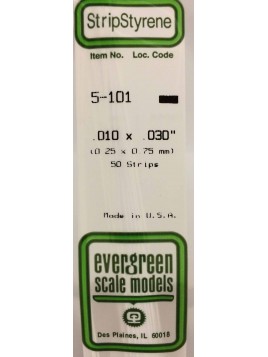 StripStyrene
Item No. Loc. Code
5-101
.010 x .030"
(0.25 x 0.75 mm)
50 Strips
Made in U.S.A.
evergreen
scale models
Des Plaines, IL 60018